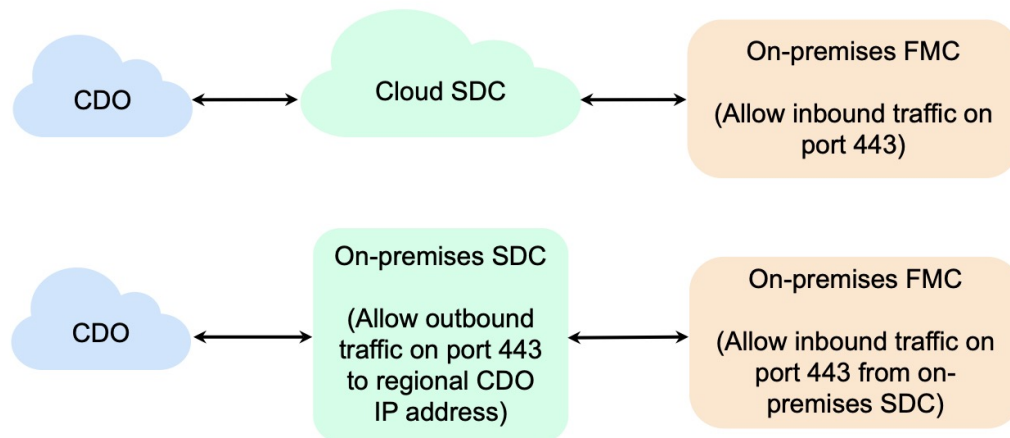 CDO
Cloud SDC
On-premises FMC
(Allow inbound traffic on
port 443)
CDO
On-premises SDC
(Allow outbound
traffic on port 443
to regional CDO
IP address)
On-premises FMC
(Allow inbound traffic on
port 443 from on-
premises SDC)